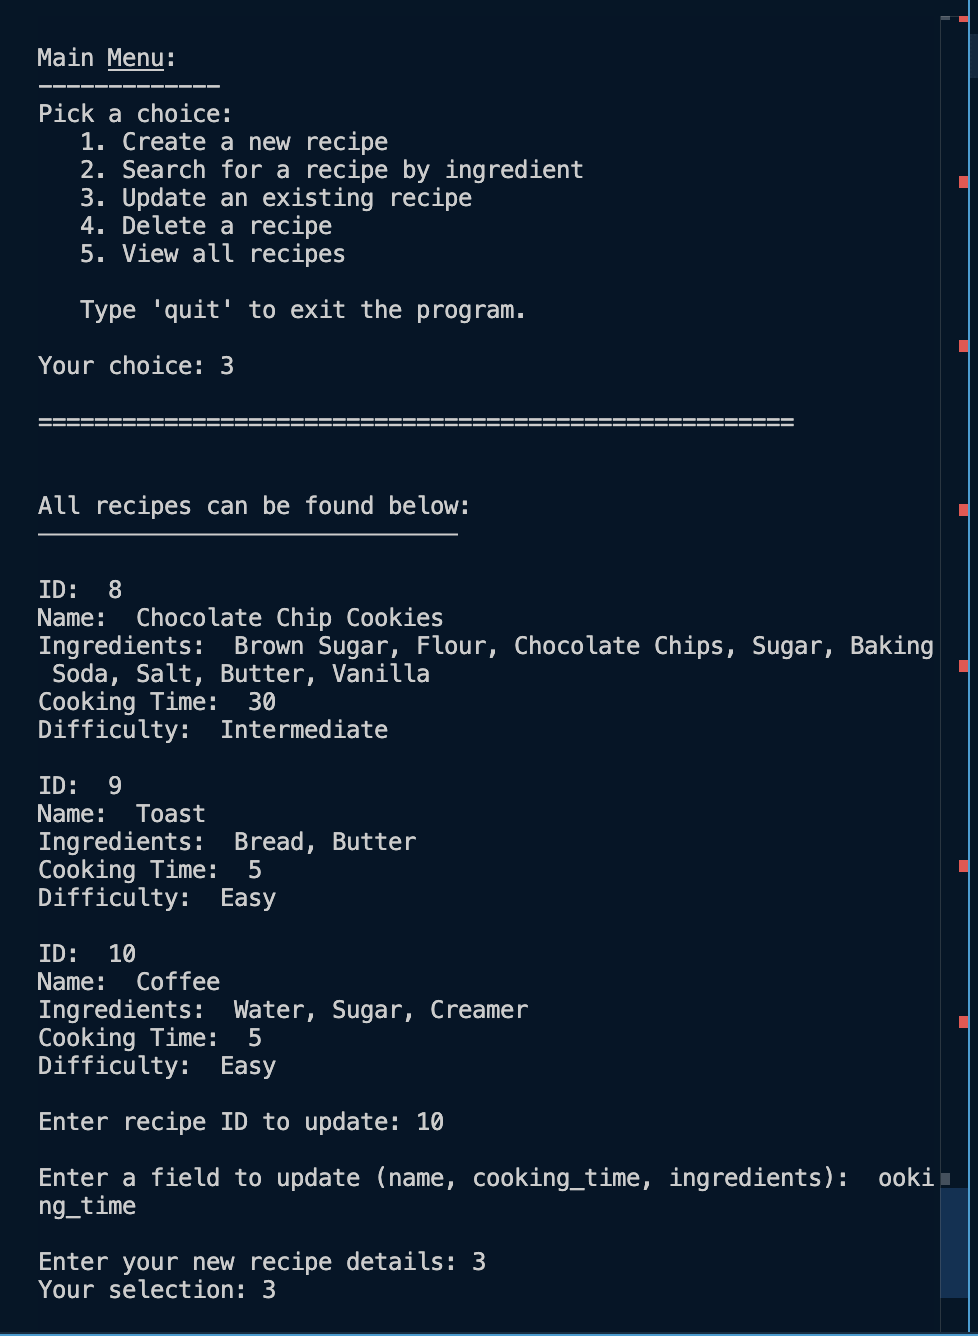 Main Menu:
-------------
Pick a choice:
   1. Create a new recipe
   2. Search for a recipe by ingredient
   3. Update an existing recipe
   4. Delete a recipe
   5. View all recipes

   Type 'quit' to exit the program.

Your choice: 3

======================================================

All recipes can be found below:
______________________________

ID:  8
Name:  Chocolate Chip Cookies
Ingredients:  Brown Sugar, Flour, Chocolate Chips, Sugar, Baking
 Soda, Salt, Butter, Vanilla
Cooking Time:  30
Difficulty:  Intermediate

ID:  9
Name:  Toast
Ingredients:  Bread, Butter
Cooking Time:  5
Difficulty:  Easy

ID:  10
Name:  Coffee
Ingredients:  Water, Sugar, Creamer
Cooking Time:  5
Difficulty:  Easy

Enter recipe ID to update: 10

Enter a field to update (name, cooking_time, ingredients):  ooki
ng_time

Enter your new recipe details: 3
Your selection: 3